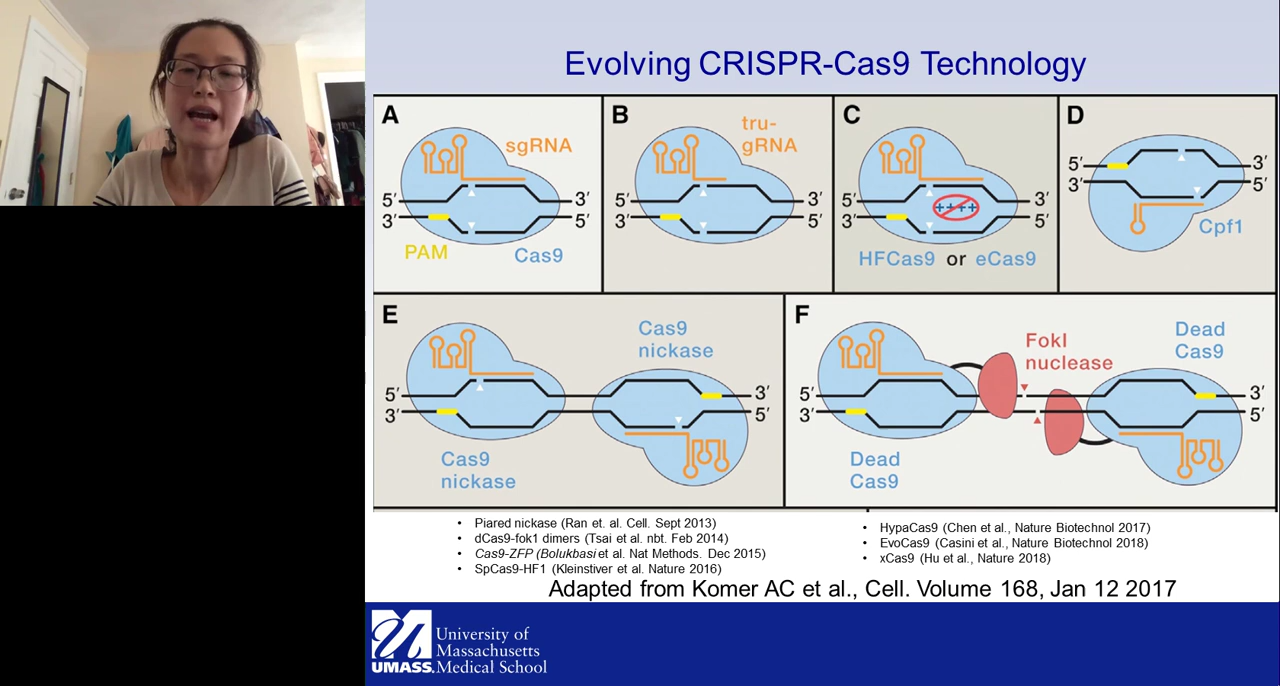 Evolving CRISPR-Cas9 Technology
A
sgRNA
5′
3′
3′
5′
PAM
Cas9
B
tru-
gRNA
5′
3′
3′
5′
C
5′
3′
++++
3′
5′
HFCas9 or eCas9
D
5′
3′
3′
5′
Cpf1
E
Cas9
nickase
5′
3′
3′
5′
Cas9
nickase
F
FokI
nuclease
Dead
Cas9
5′
3′
3′
5′
Dead
Cas9
• Piared nickase (Ran et. al. Cell. Sept 2013)
• dCas9-fok1 dimers (Tsai et al. nbt. Feb 2014)
• Cas9-ZFP (Bolukbasi et al. Nat Methods. Dec 2015)
• SpCas9-HF1 (Kleinstiver et al. Nature 2016)
• HypaCas9 (Chen et al., Nature Biotechnol 2017)
• EvoCas9 (Casini et al., Nature Biotechnol 2018)
• xCas9 (Hu et al., Nature 2018)
Adapted from Komer AC et al., Cell. Volume 168, Jan 12 2017
UMASS.
University of
Massachusetts
Medical School